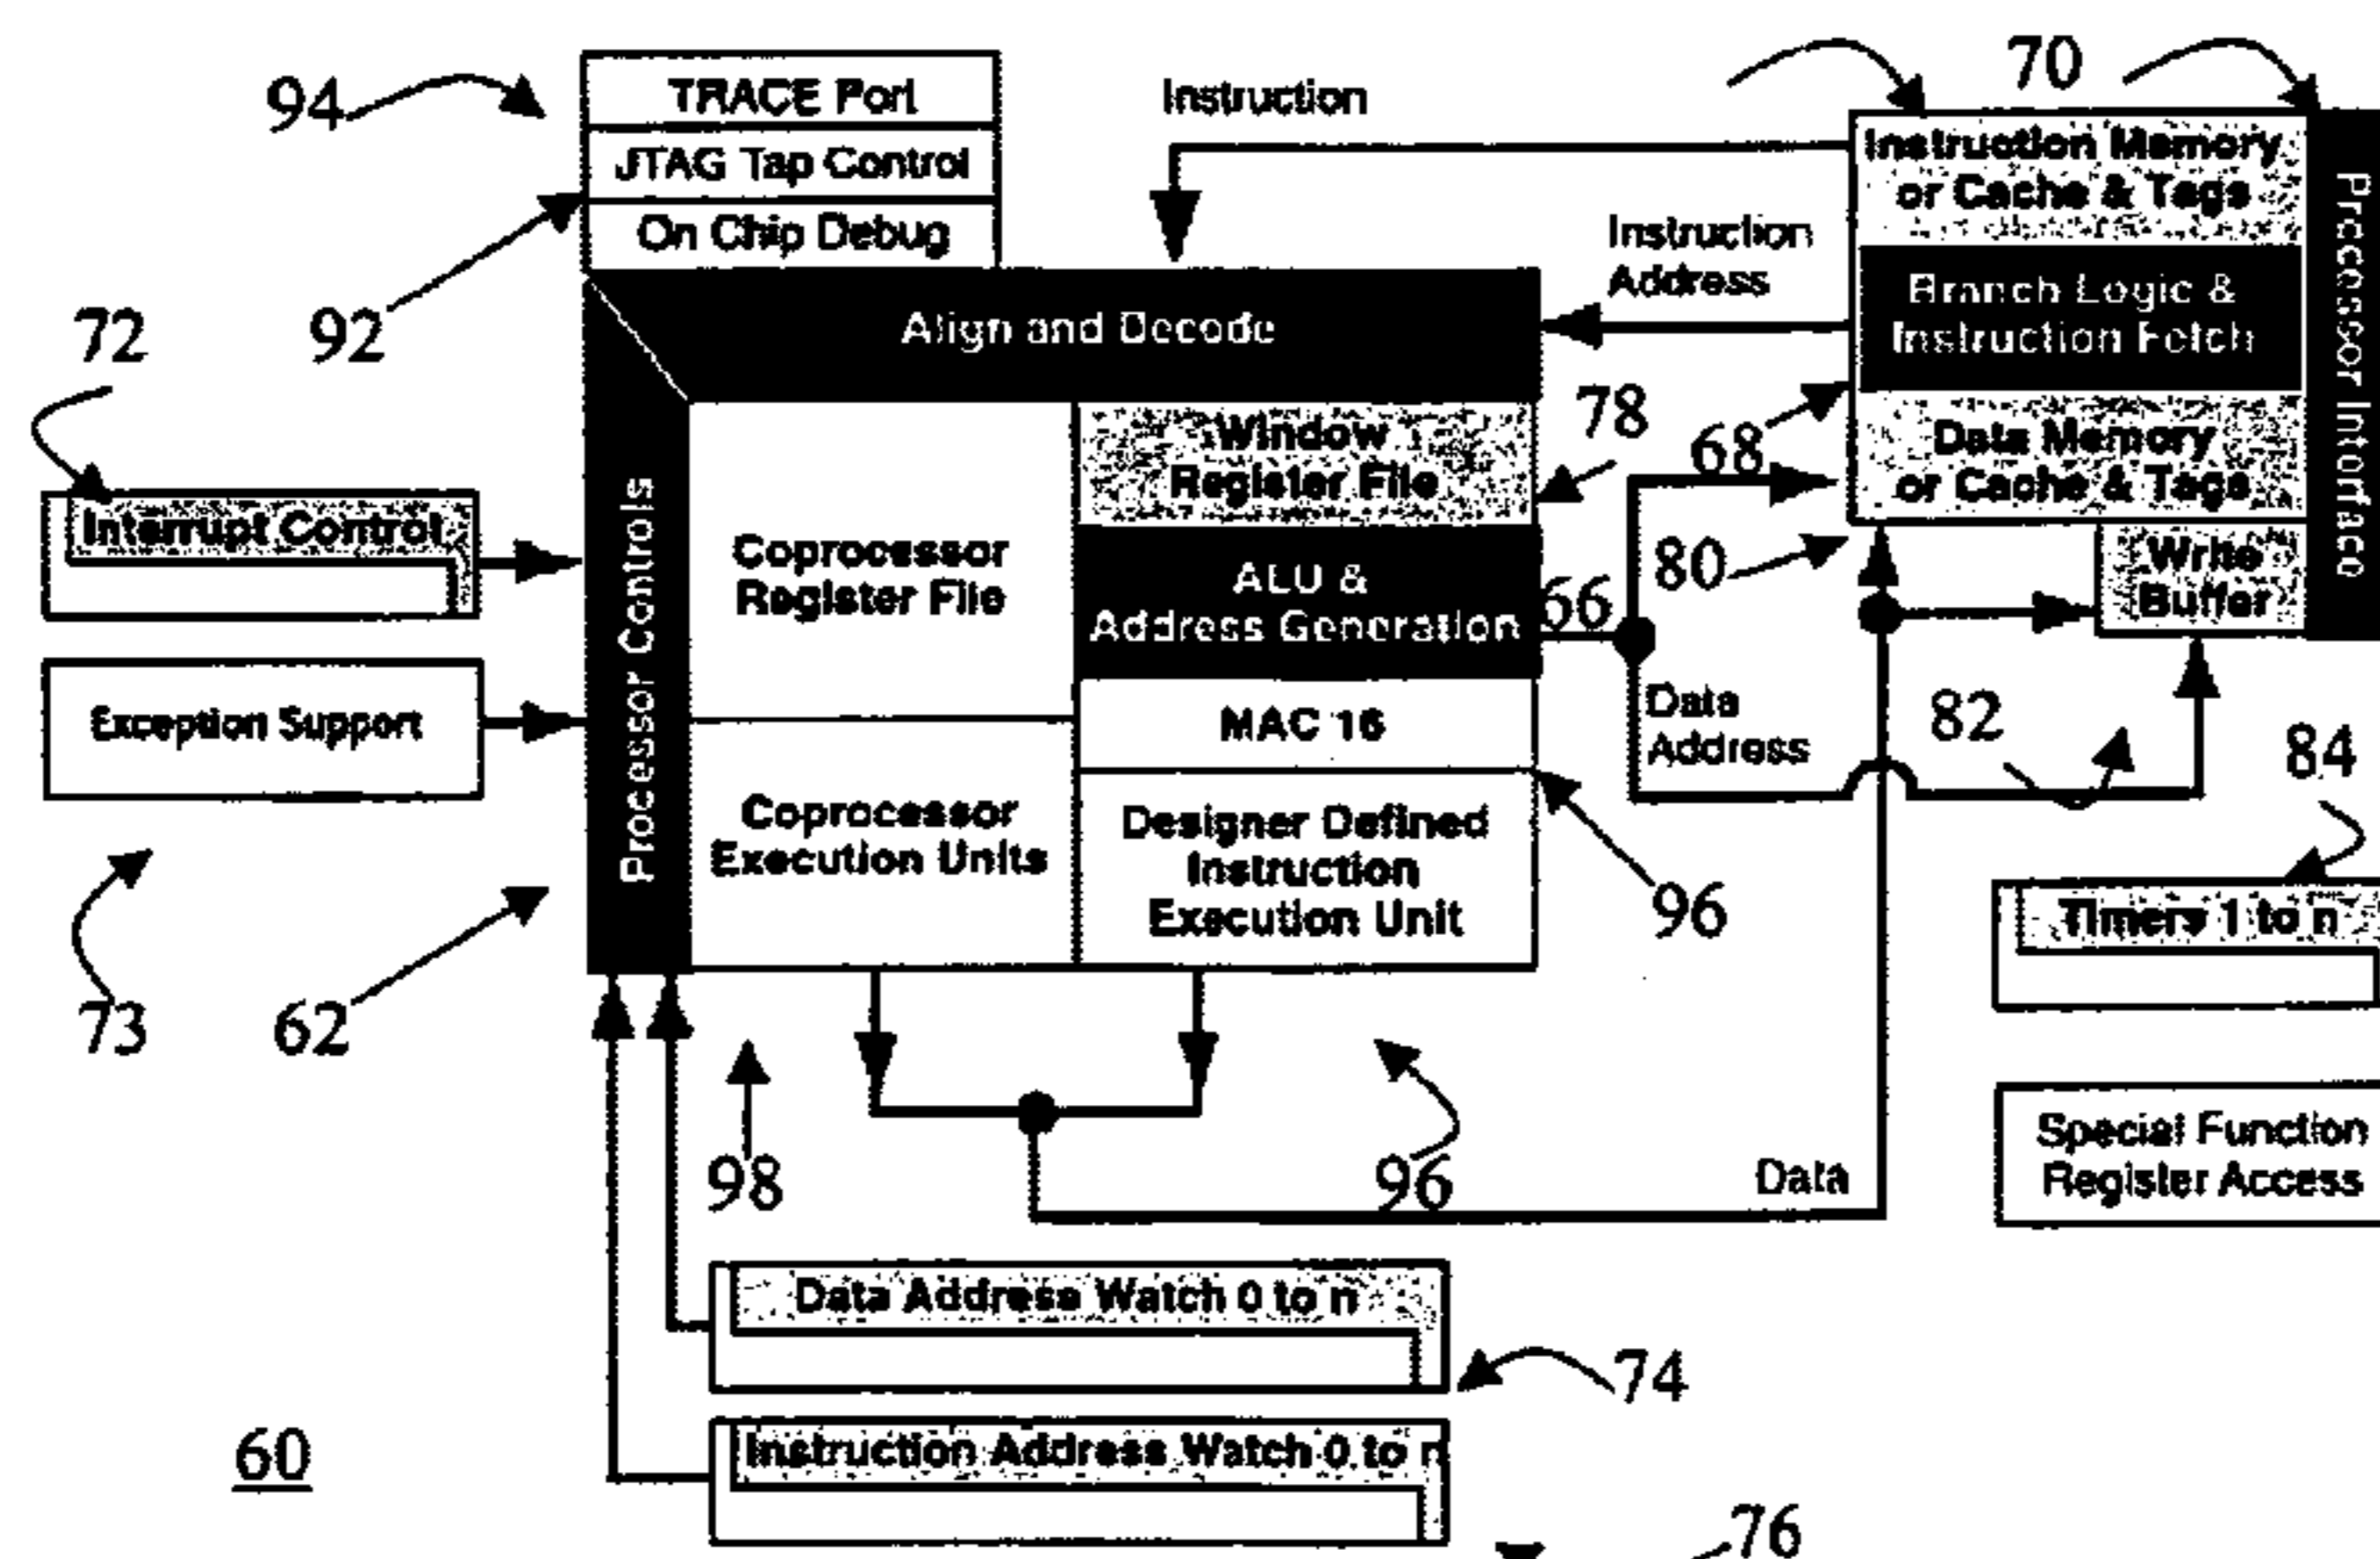 94
TRACE Port
JTAG Tap Control
On Chip Debug
92
Instruction
70
Instruction Memory
or Cache & Tags
Branch Logic &
Instruction Fetch
Data Memory
or Cache & Tags
Write
Buffer
Processor Interface
Instruction
Address
68
78
80
72
Interrupt Control
Exception Support
73
62
Processor Controls
Align and Decode
Coprocessor
Register File
Window
Register File
ALU &
Address Generation
66
MAC 16
Coprocessor
Execution Units
Designer Defined
Instruction
Execution Unit
Data
Address
82
84
96
Timers 1 to n
Special Function
Register Access
98
96
Data
Data Address Watch 0 to n
74
Instruction Address Watch 0 to n
60
76